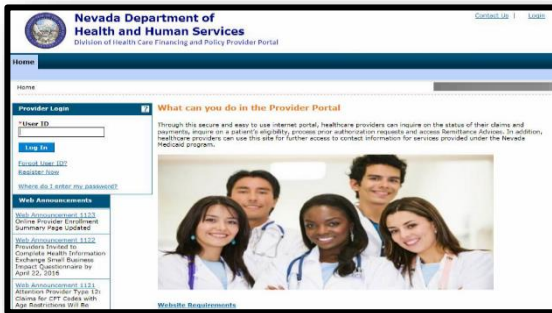 Nevada Department of
Health and Human Services
Division of Health Care Financing and Policy Provider Portal
Contact Us | Login
Home
Home
Provider Login ?
*User ID
Log In
Forgot User ID?
Register Now
Where do I enter my password?
Web Announcements
Web Announcement 1123
Online Provider Enrollment
Summary Page Updated
Web Announcement 1122
Providers Invited to
Complete Health Information
Exchange Small Business
Impact Questionnaire by
April 22, 2016
Web Announcement 1121
Attention Provider Type 12:
Claims for CPT Codes with
Age Restrictions Will Be
What can you do in the Provider Portal
Through this secure and easy to use internet portal, healthcare providers can inquire on the status of their claims and
payments, inquire on a patient's eligibility, process prior authorization requests and access Remittance Advices. In addition,
healthcare providers can use this site for further access to contact information for services provided under the Nevada
Medicaid program.
Website Requirements